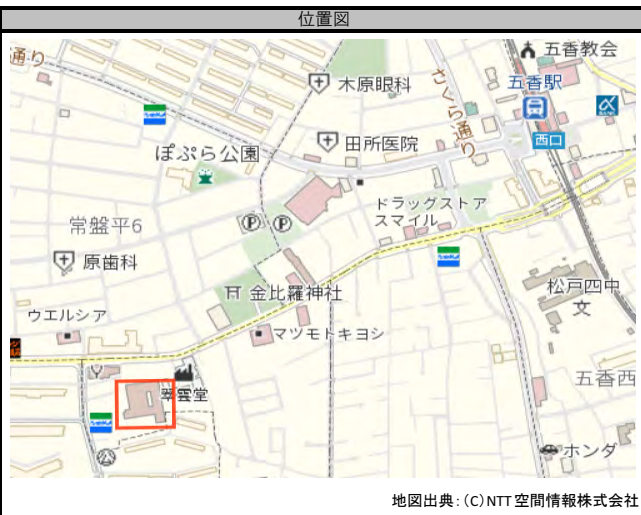 位置図
通り
木原眼科
さくら通り
五香教会
五香駅
西口
田所医院
ぽぷら公園
常盤平6
ドラッグストア
スマイル
原歯科
金比羅神社
松戸四中
文
ウエルシア
マツモトキヨシ
翠雲堂
五香西
ホンダ
地図出典：(C)NTT空間情報株式会社